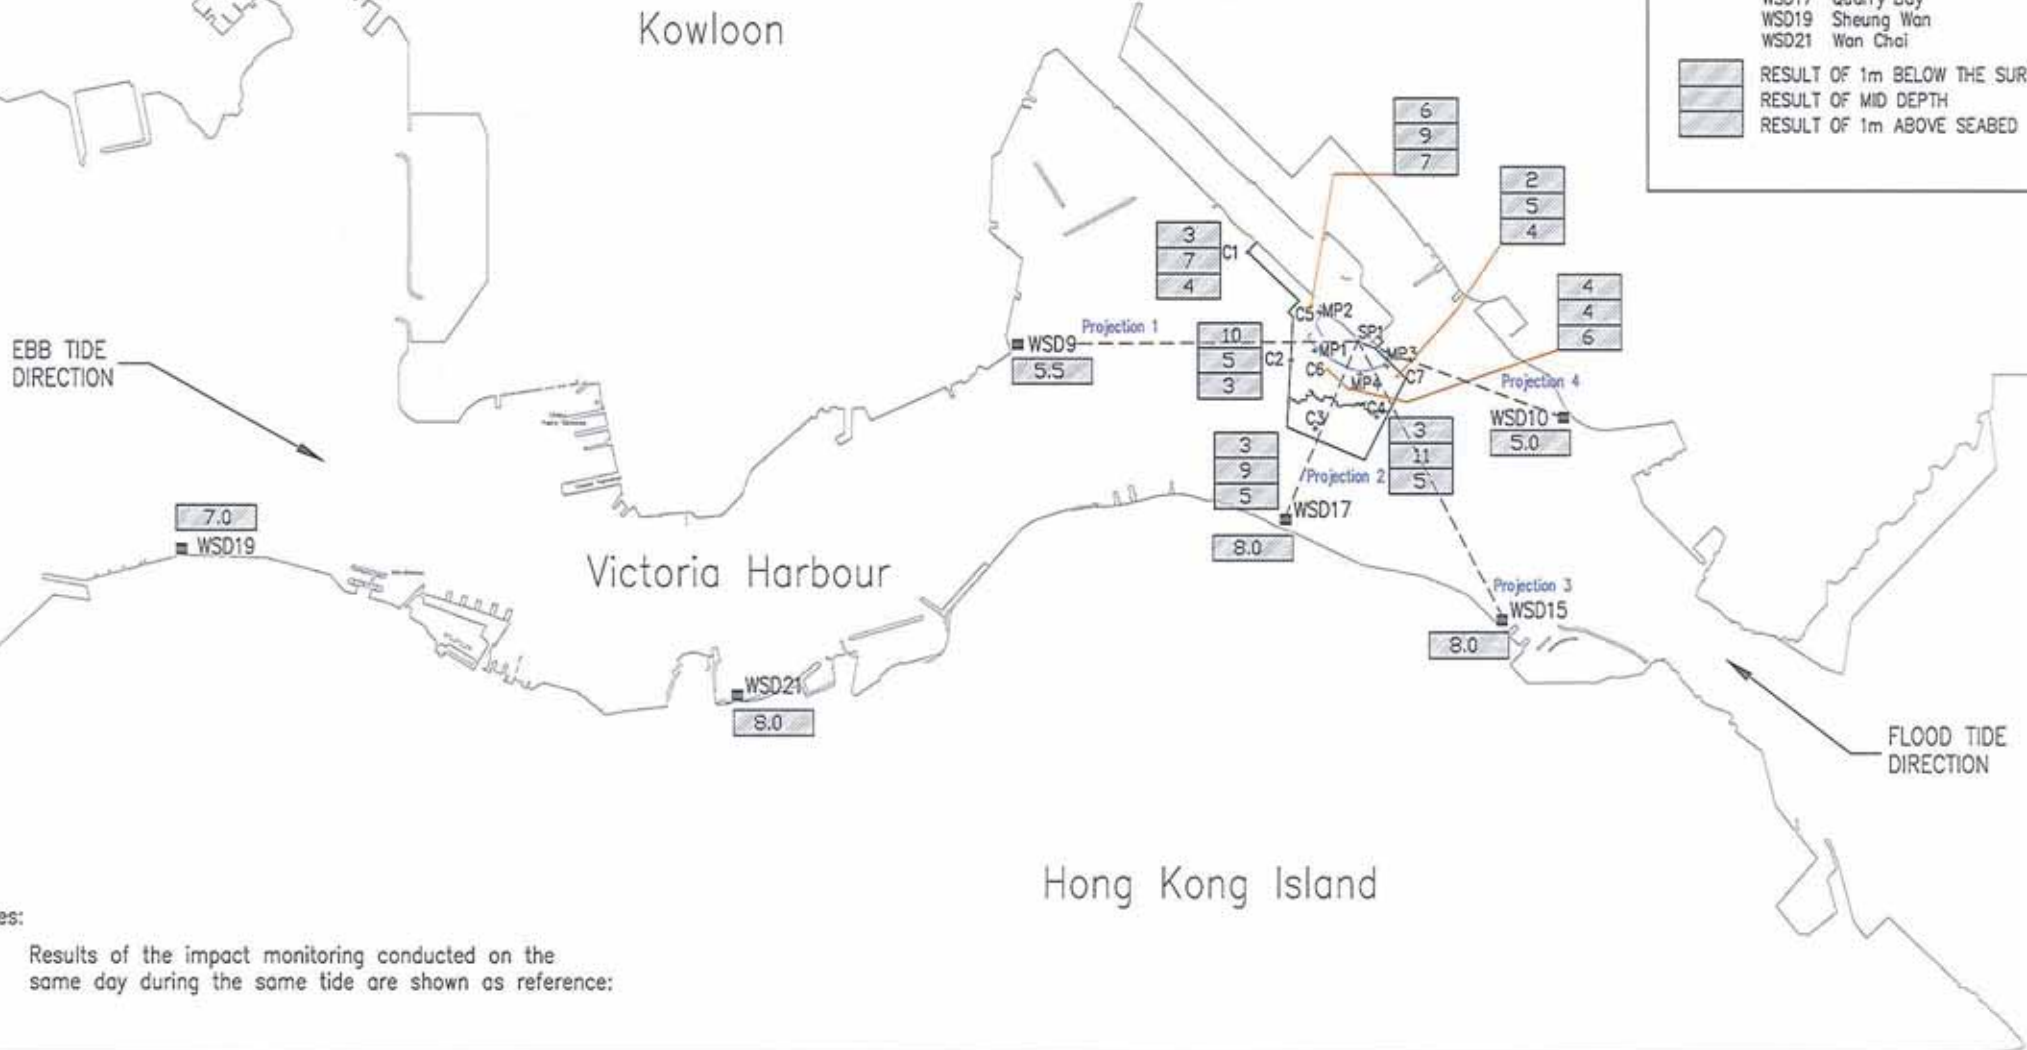 Kowloon
WSD17 Quarry Bay
WSD19 Sheung Wan
WSD21 Wan Chai
RESULT OF 1m BELOW THE SUR
RESULT OF MID DEPTH
RESULT OF 1m ABOVE SEABED
6
9
7
2
5
4
3
7
4
C1
4
4
6
C5
MP2
SP1
Projection 1
WSD9
5.5
10
5
3
C2
MP1
MP3
C6
MP4
C7
Projection 4
C3
C4
WSD10
5.0
EBB TIDE
DIRECTION
3
9
5
Projection 2
3
11
5
WSD17
8.0
7.0
WSD19
Victoria Harbour
Projection 3
WSD15
8.0
WSD21
8.0
FLOOD TIDE
DIRECTION
Hong Kong Island
es:
Results of the impact monitoring conducted on the
same day during the same tide are shown as reference: